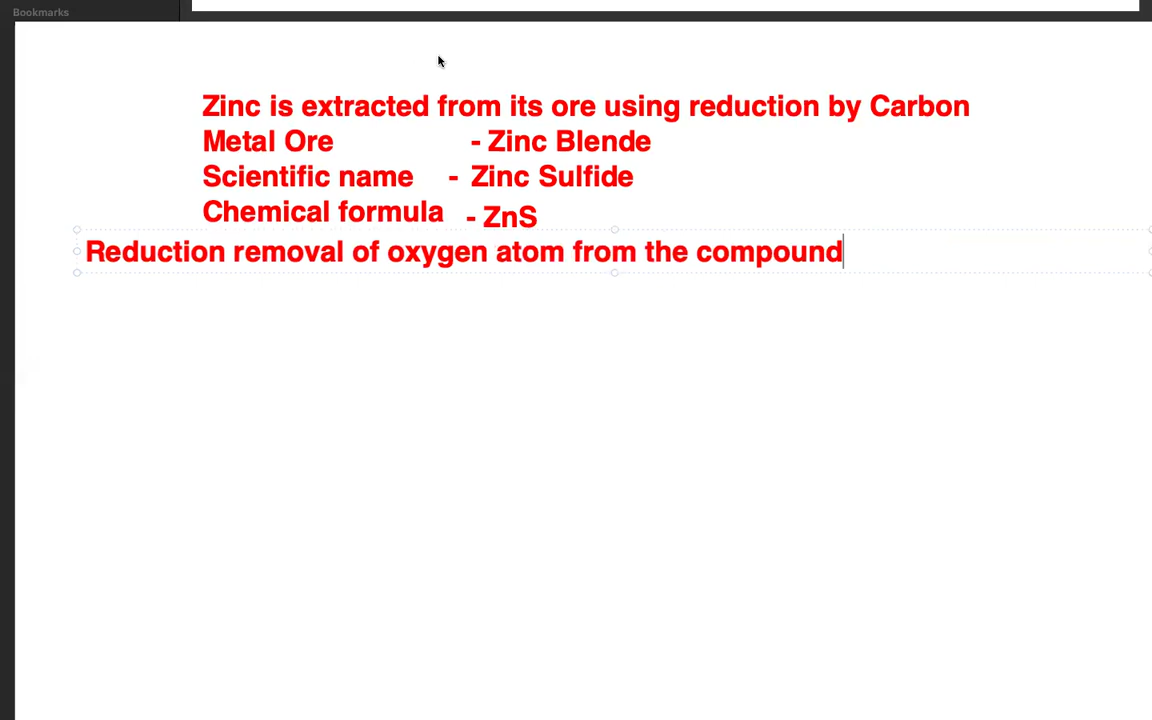 Bookmarks
Zinc is extracted from its ore using reduction by Carbon
Metal Ore - Zinc Blende
Scientific name - Zinc Sulfide
Chemical formula - ZnS
Reduction removal of oxygen atom from the compound